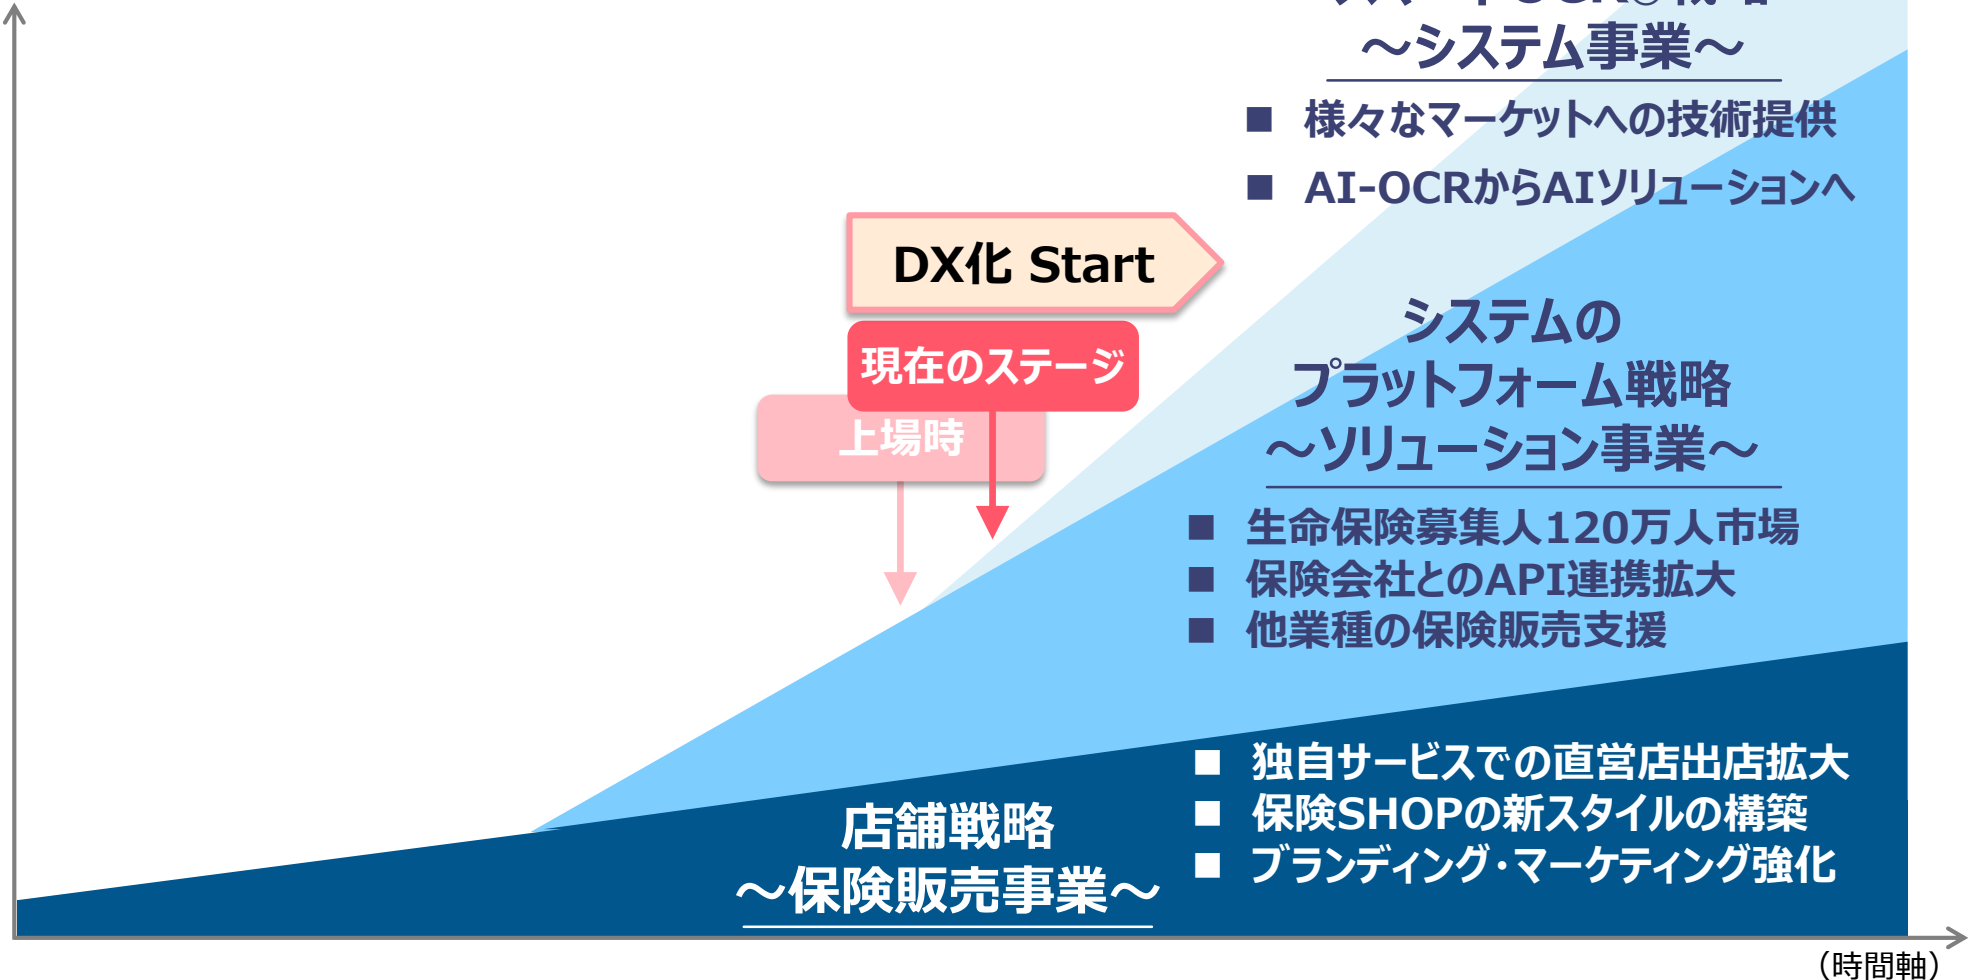 ～システム事業～
■ 様々なマーケットへの技術提供
■ AI-OCRからAIソリューションへ
DX化 Start
現在のステージ
上場時
システムの
プラットフォーム戦略
～ソリューション事業～
■ 生命保険募集人120万人市場
■ 保険会社とのAPI連携拡大
■ 他業種の保険販売支援
■ 独自サービスでの直営店出店拡大
■ 保険SHOPの新スタイルの構築
■ ブランディング・マーケティング強化
店舗戦略
～保険販売事業～
（時間軸）